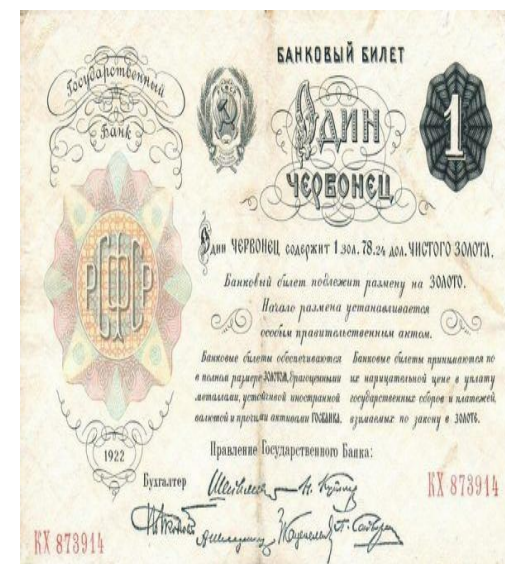 Государственный
Банк
БАНКОВЫЙ БИЛЕТ
ОДИН
ЧЕРВОНЕЦ
1
РСФСР
Один ЧЕРВОНЕЦ содержит 1 зол. 78.24 дол. ЧИСТОГО ЗОЛОТА.
Банковый билет подлежит размену на ЗОЛОТО.
Начало размена устанавливается
особым правительственным актом.
Банковые билеты обеспечиваются
в полном размере ЗОЛОТОМ, драгоценными
металлами, устойчивой иностранной
валютой и прочими активами ГОСБАНКА.
Банковые билеты принимаются по
их нарицательной цене в уплату
государственных сборов и платежей,
взимаемых по закону в ЗОЛОТЕ.
1922
Правление Государственного Банка:
Бухгалтер
КХ 873914
КХ 873914